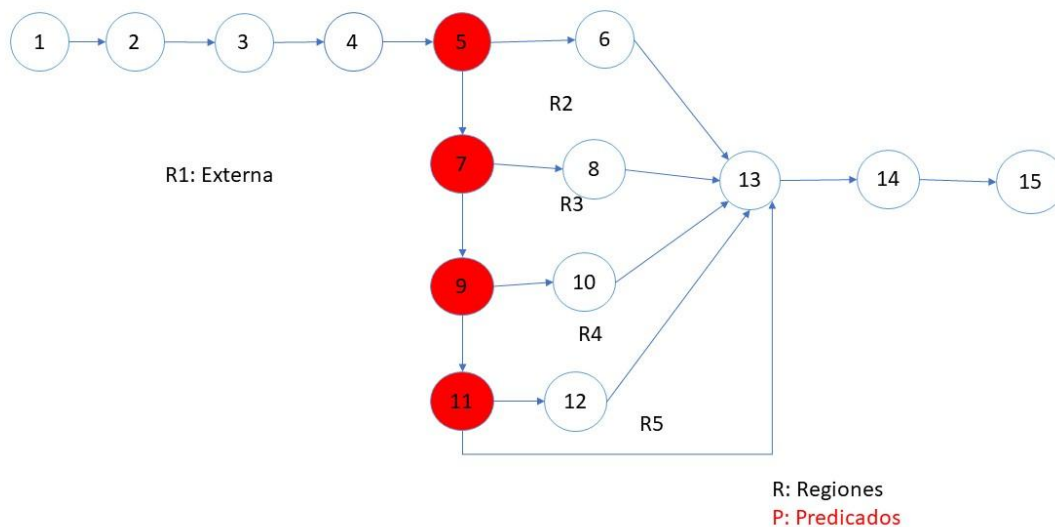 1 2 3 4 5 6
R2
R1: Externa
7 8 13 14 15
R3
9 10
R4
11 12
R5
R: Regiones
P: Predicados